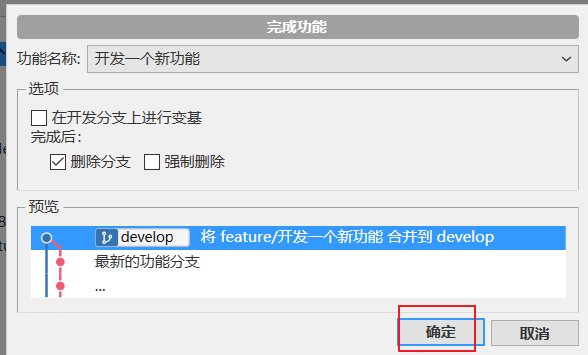 完成功能
功能名称: 开发一个新功能
选项
在开发分支上进行变基
完成后:
删除分支 强制删除
预览
develop 将 feature/开发一个新功能 合并到 develop
最新的功能分支
...
确定 取消